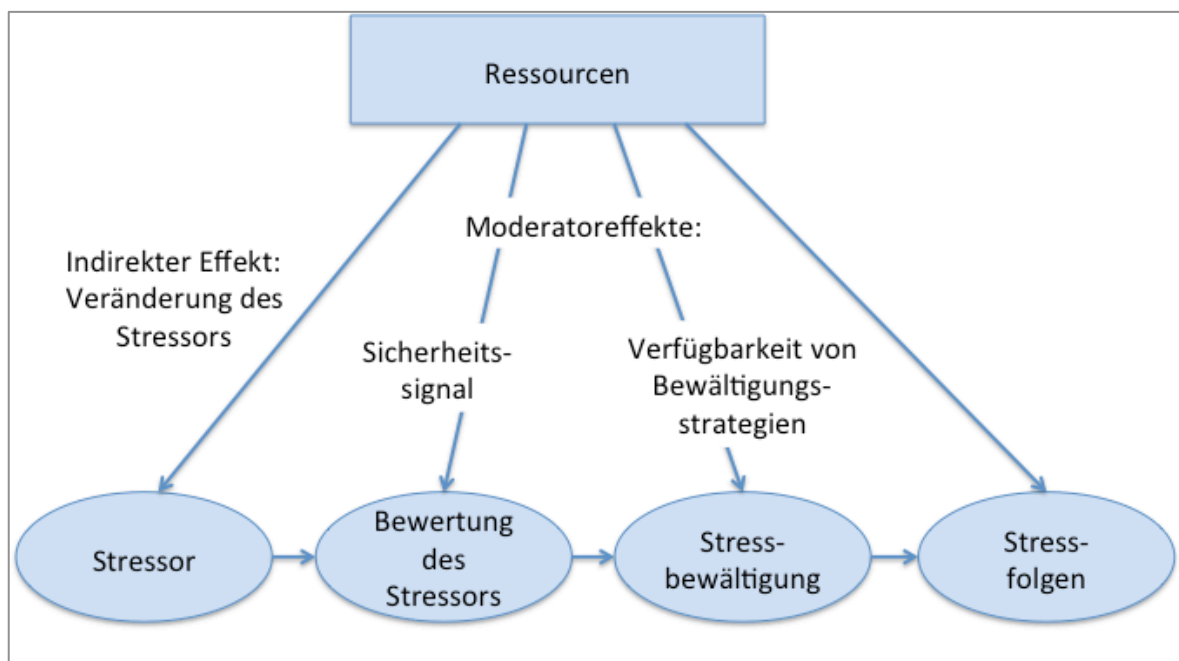 Ressourcen
Moderatoreffekte:
Indirekter Effekt:
Veränderung des
Stressors
Sicherheits-
signal
Verfügbarkeit von
Bewältigungs-
strategien
Stressor
Bewertung
des
Stressors
Stress-
bewältigung
Stress-
folgen